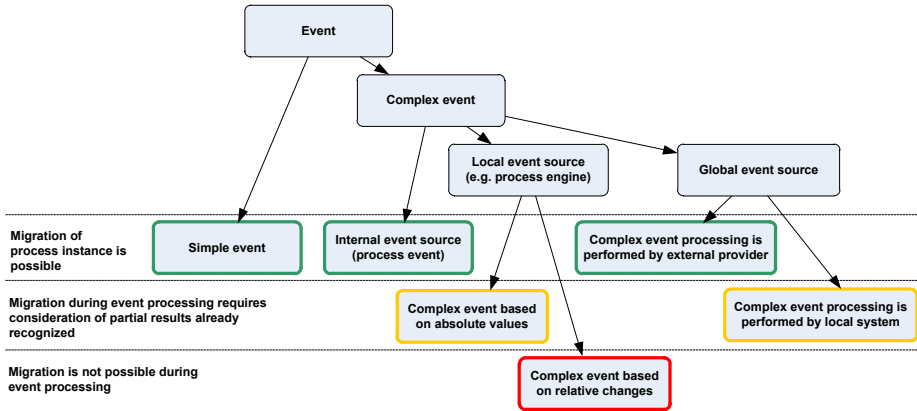 Event
Complex event
Local event source
(e.g. process engine)
Global event source
Migration of
process instance is
possible
Simple event
Internal event source
(process event)
Complex event processing is
performed by external provider
Migration during event processing requires
consideration of partial results already
recognized
Complex event based
on absolute values
Complex event processing is
performed by local system
Migration is not possible during
event processing
Complex event based
on relative changes